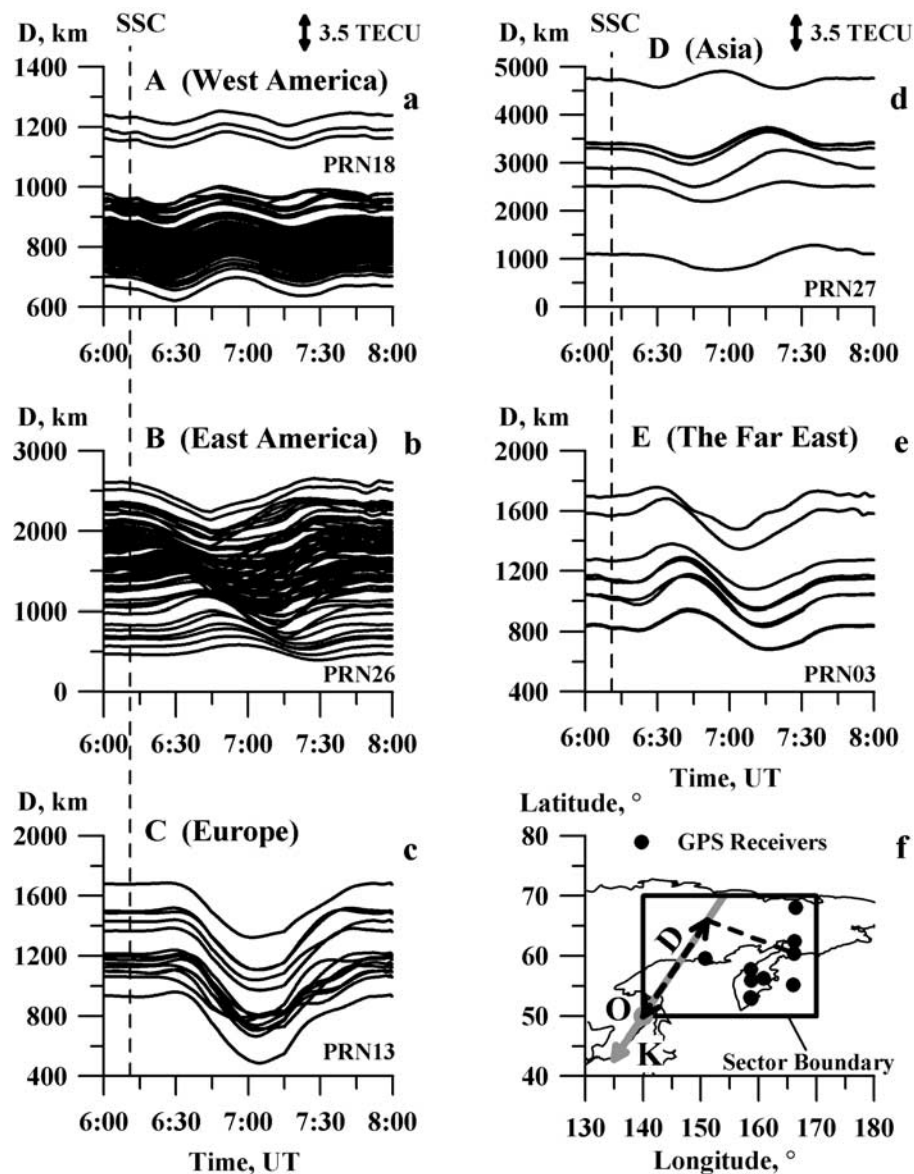 D, km SSC 3.5 TECU
1400
A (West America) a
1200
PRN18
1000
800
600
6:00 6:30 7:00 7:30 8:00
D, km
3000
B (East America) b
2000
1000
PRN26
0
6:00 6:30 7:00 7:30 8:00
D, km
2000
C (Europe) c
1600
1200
800
PRN13
400
6:00 6:30 7:00 7:30 8:00
Time, UT
D, km SSC 3.5 TECU
D (Asia)
5000
d
4000
3000
2000
1000
PRN27
0
6:00 6:30 7:00 7:30 8:00
D, km
2000
E (The Far East) e
1600
1200
800
PRN03
400
6:00 6:30 7:00 7:30 8:00
Time, UT
Latitude, °
80
GPS Receivers f
70
D
60
50
O
K
Sector Boundary
40
130 140 150 160 170 180
Longitude, °